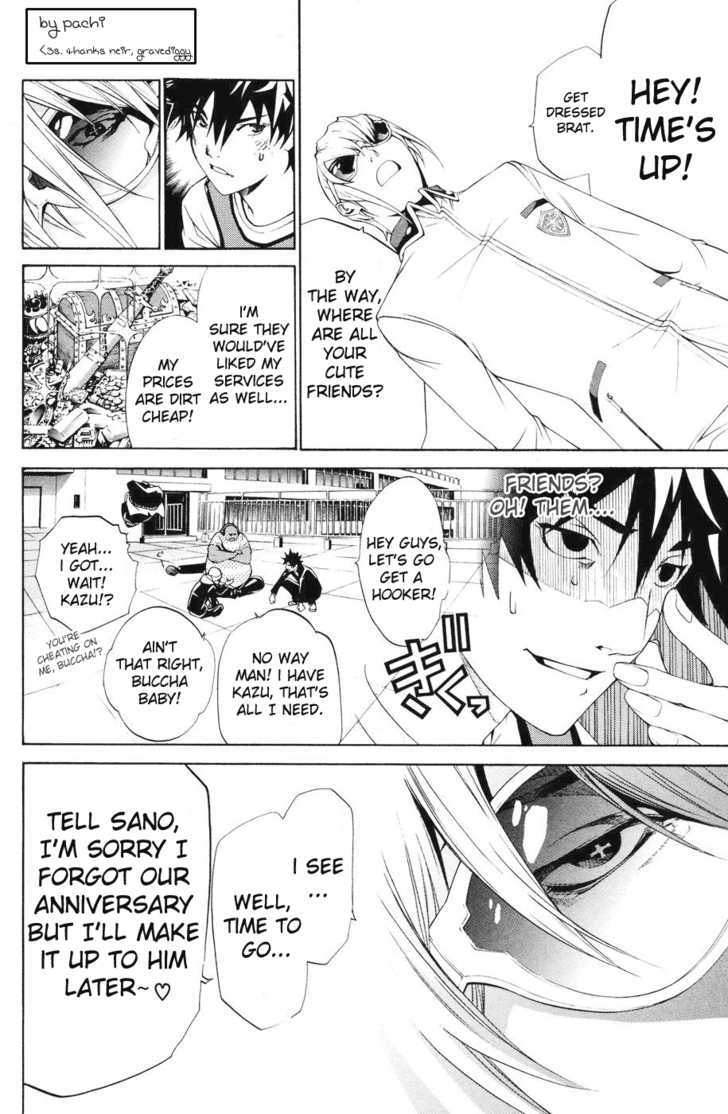 by pachi
<3s. thanks neir, gravediggy
HEY!
TIME'S
UP!
GET
DRESSED
BRAT.
BY
THE WAY,
WHERE
ARE ALL
YOUR
CUTE
FRIENDS?
I'M
SURE THEY
WOULD'VE
LIKED MY
SERVICES
AS WELL...
MY
PRICES
ARE DIRT
CHEAP!
FRIENDS?
OH! THEM....
ぎくっ
HEY GUYS,
LET'S GO
GET A
HOOKER!
NO WAY
MAN! I HAVE
KAZU, THAT'S
ALL I NEED.
AIN'T
THAT RIGHT,
BUCCHA
BABY!
YEAH...
I GOT...
WAIT!
KAZU!?
YOU'RE
CHEATING ON
ME, BUCCHA!?
I SEE
...
WELL,
TIME TO
GO...
TELL SANO,
I'M SORRY I
FORGOT OUR
ANNIVERSARY
BUT I'LL MAKE
IT UP TO HIM
LATER~ ♡